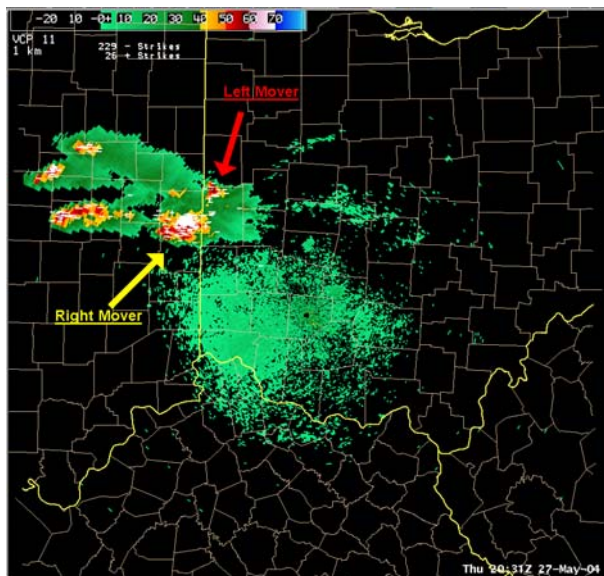 -20 -10 -0+ 10 20 30 40 50 60 70
VCP 11
1 km
229 - Strikes
26 + Strikes
Left Mover
Right Mover
Thu 20:31Z 27-May-04